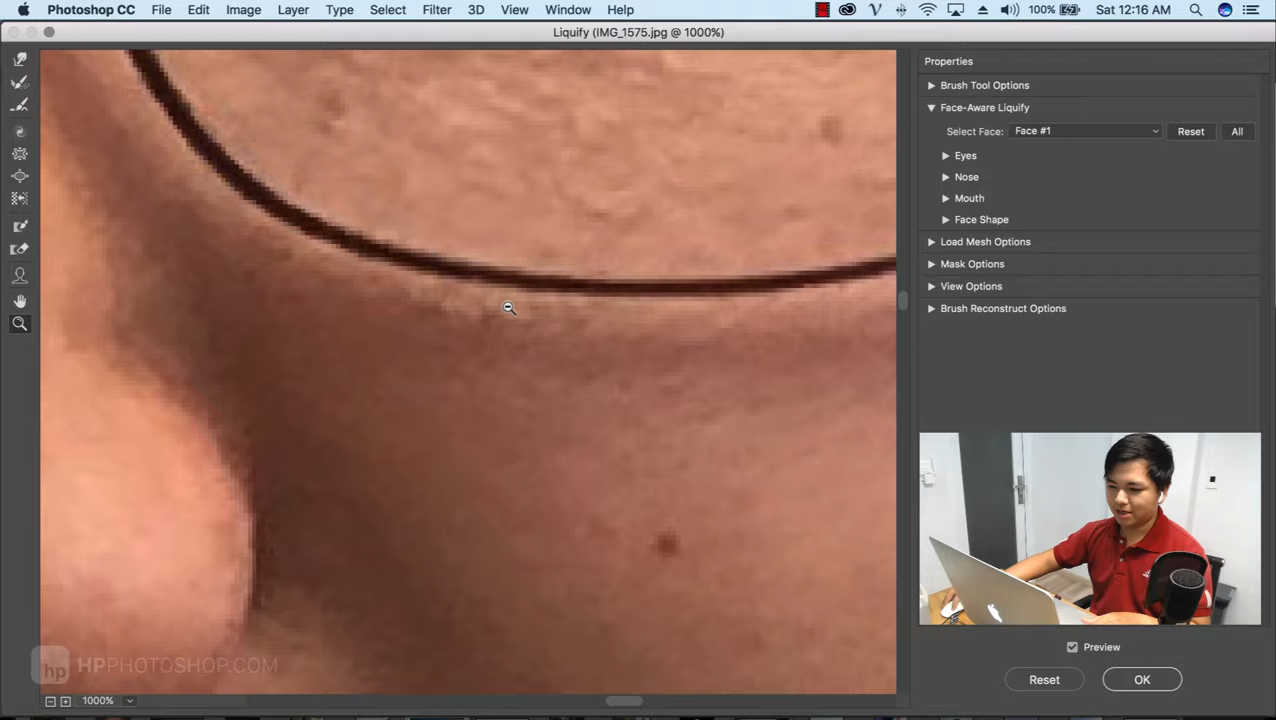 Photoshop CC File Edit Image Layer Type Select Filter 3D View Window Help 100% Sat 12:16 AM
Liquify (IMG_1575.jpg @ 1000%)
Properties
Brush Tool Options
Face-Aware Liquify
Select Face: Face #1 Reset All
Eyes
Nose
Mouth
Face Shape
Load Mesh Options
Mask Options
View Options
Brush Reconstruct Options
hp HPPHOTOSHOP.COM
Preview
Reset OK
1000%